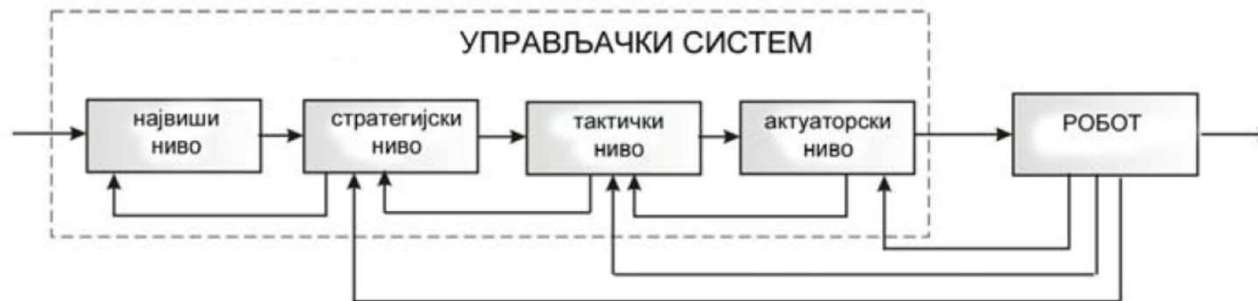 УПРАВЉАЧКИ СИСТЕМ
највиши
ниво
стратегијски
ниво
тактички
ниво
актуаторски
ниво
РОБОТ